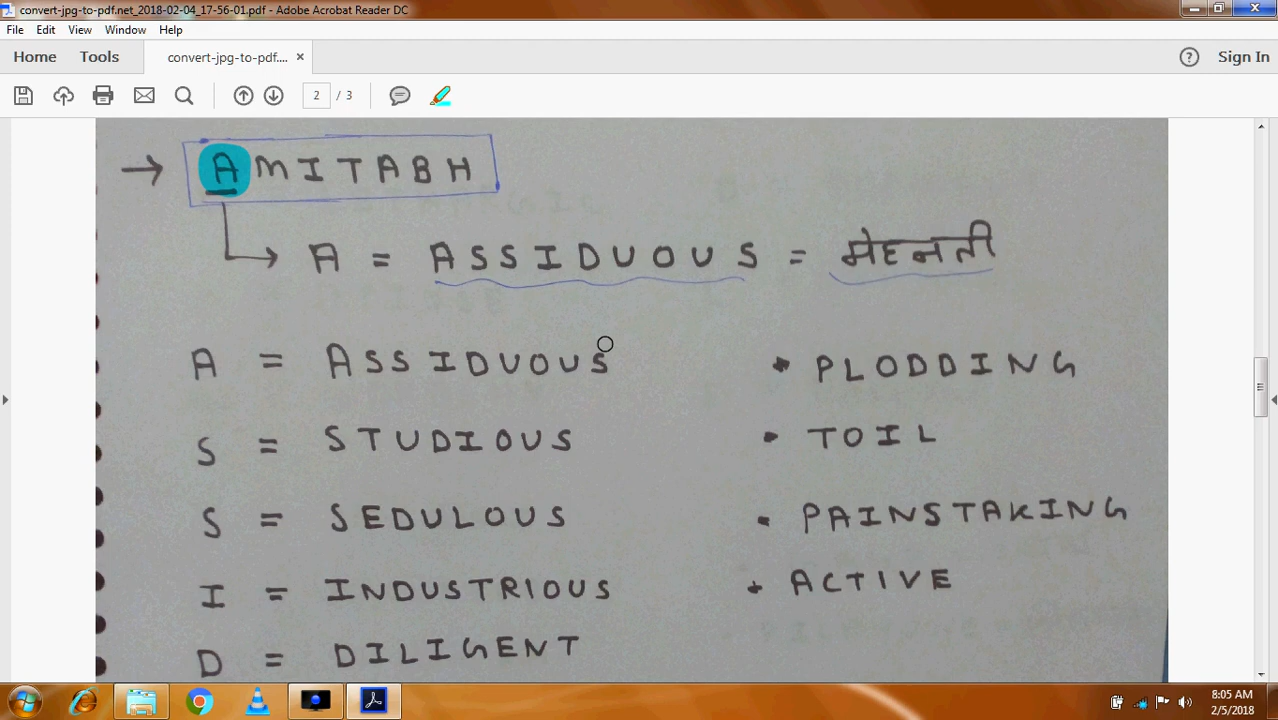 convert-jpg-to-pdf.net_2018-02-04_17-56-01.pdf - Adobe Acrobat Reader DC
File Edit View Window Help
Home Tools convert-jpg-to-pdf.... × Sign In
2 / 3
→ AMITABH
→ A = ASSIDUOUS = मेहनती
A = ASSIDUOUS • PLODDING
S = STUDIOUS • TOIL
S = SEDULOUS • PAINSTAKING
I = INDUSTRIOUS • ACTIVE
D = DILIGENT
8:05 AM
2/5/2018